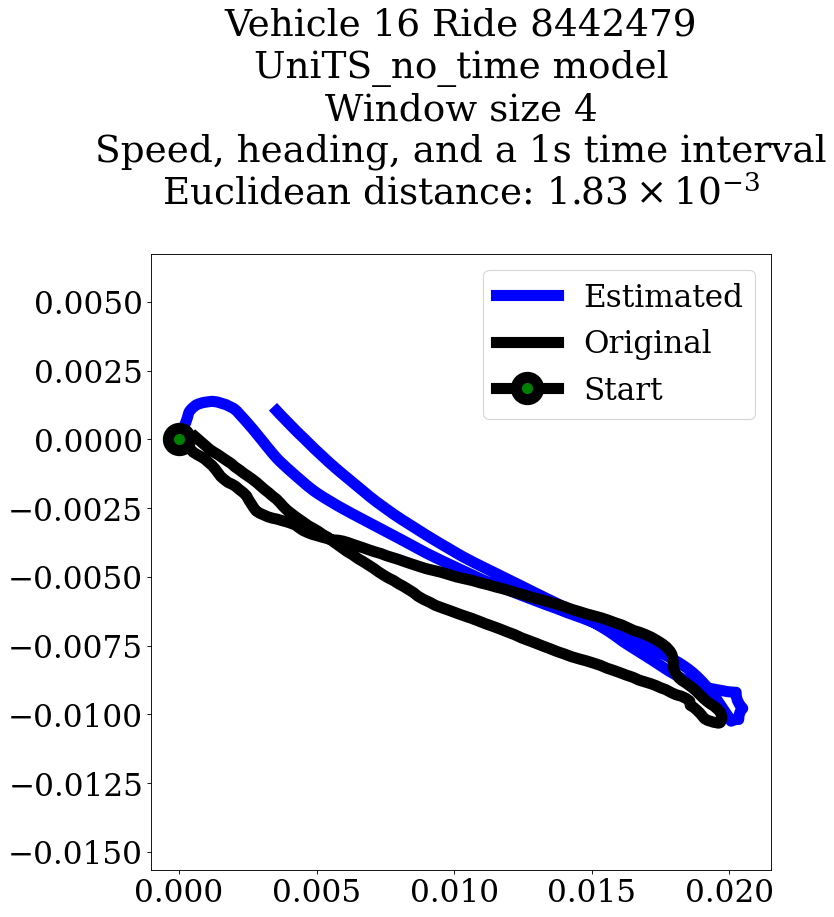 Vehicle 16 Ride 8442479
UniTS_no_time model
Window size 4
Speed, heading, and a 1s time interval
Euclidean distance: 1.83 × 10⁻³
Estimated
Original
Start
0.0050
0.0025
0.0000
−0.0025
−0.0050
−0.0075
−0.0100
−0.0125
−0.0150
0.000 0.005 0.010 0.015 0.020